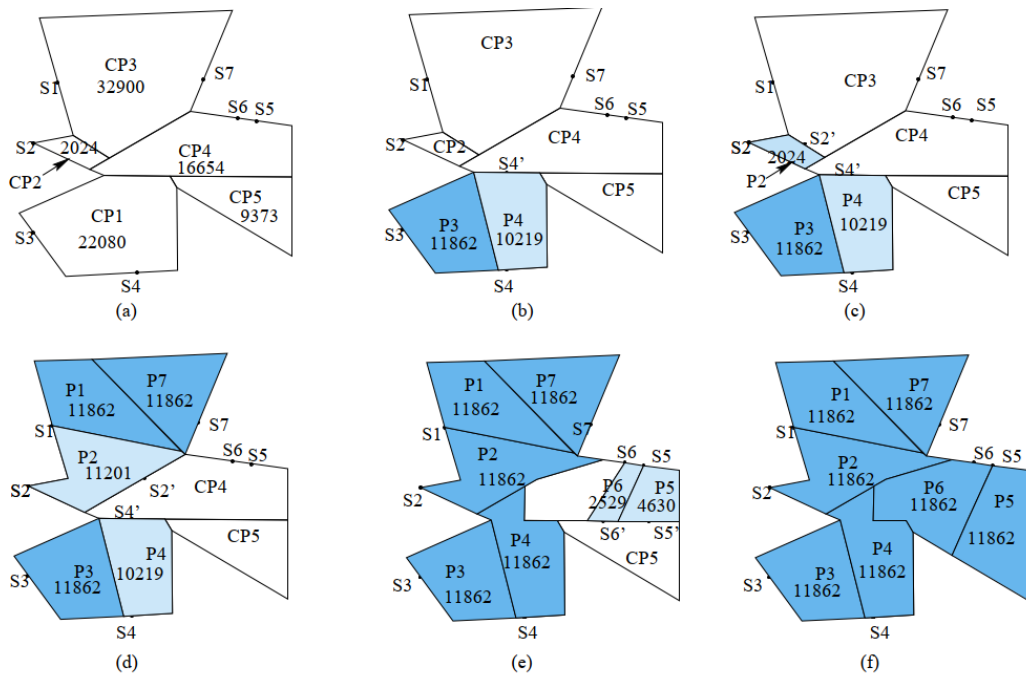 CP3
32900
S1
S7
S6 S5
S2
2024
CP4
16654
CP2
CP5
9373
CP1
22080
S3
S4
(a)
CP3
S1
S7
S6 S5
S2
CP2
CP4
S4’
CP5
P3
11862
P4
10219
S3
S4
(b)
CP3
S1
S7
S6 S5
S2
S2’
2024
CP4
P2
S4’
CP5
P4
10219
P3
11862
S3
S4
(c)
P1
11862
P7
11862
S1
S7
P2
11201
S6 S5
S2
S2’
CP4
S4’
CP5
P4
10219
P3
11862
S3
S4
(d)
P1
11862
P7
11862
S1
S7
P2
11862
S6 S5
P6
2529
P5
4630
S2
S6’ S5’
CP5
P4
11862
P3
11862
S3
S4
(e)
P1
11862
P7
11862
S1
S7
P2
11862
S6 S5
P6
11862
P5
11862
S2
P4
11862
P3
11862
S3
S4
(f)